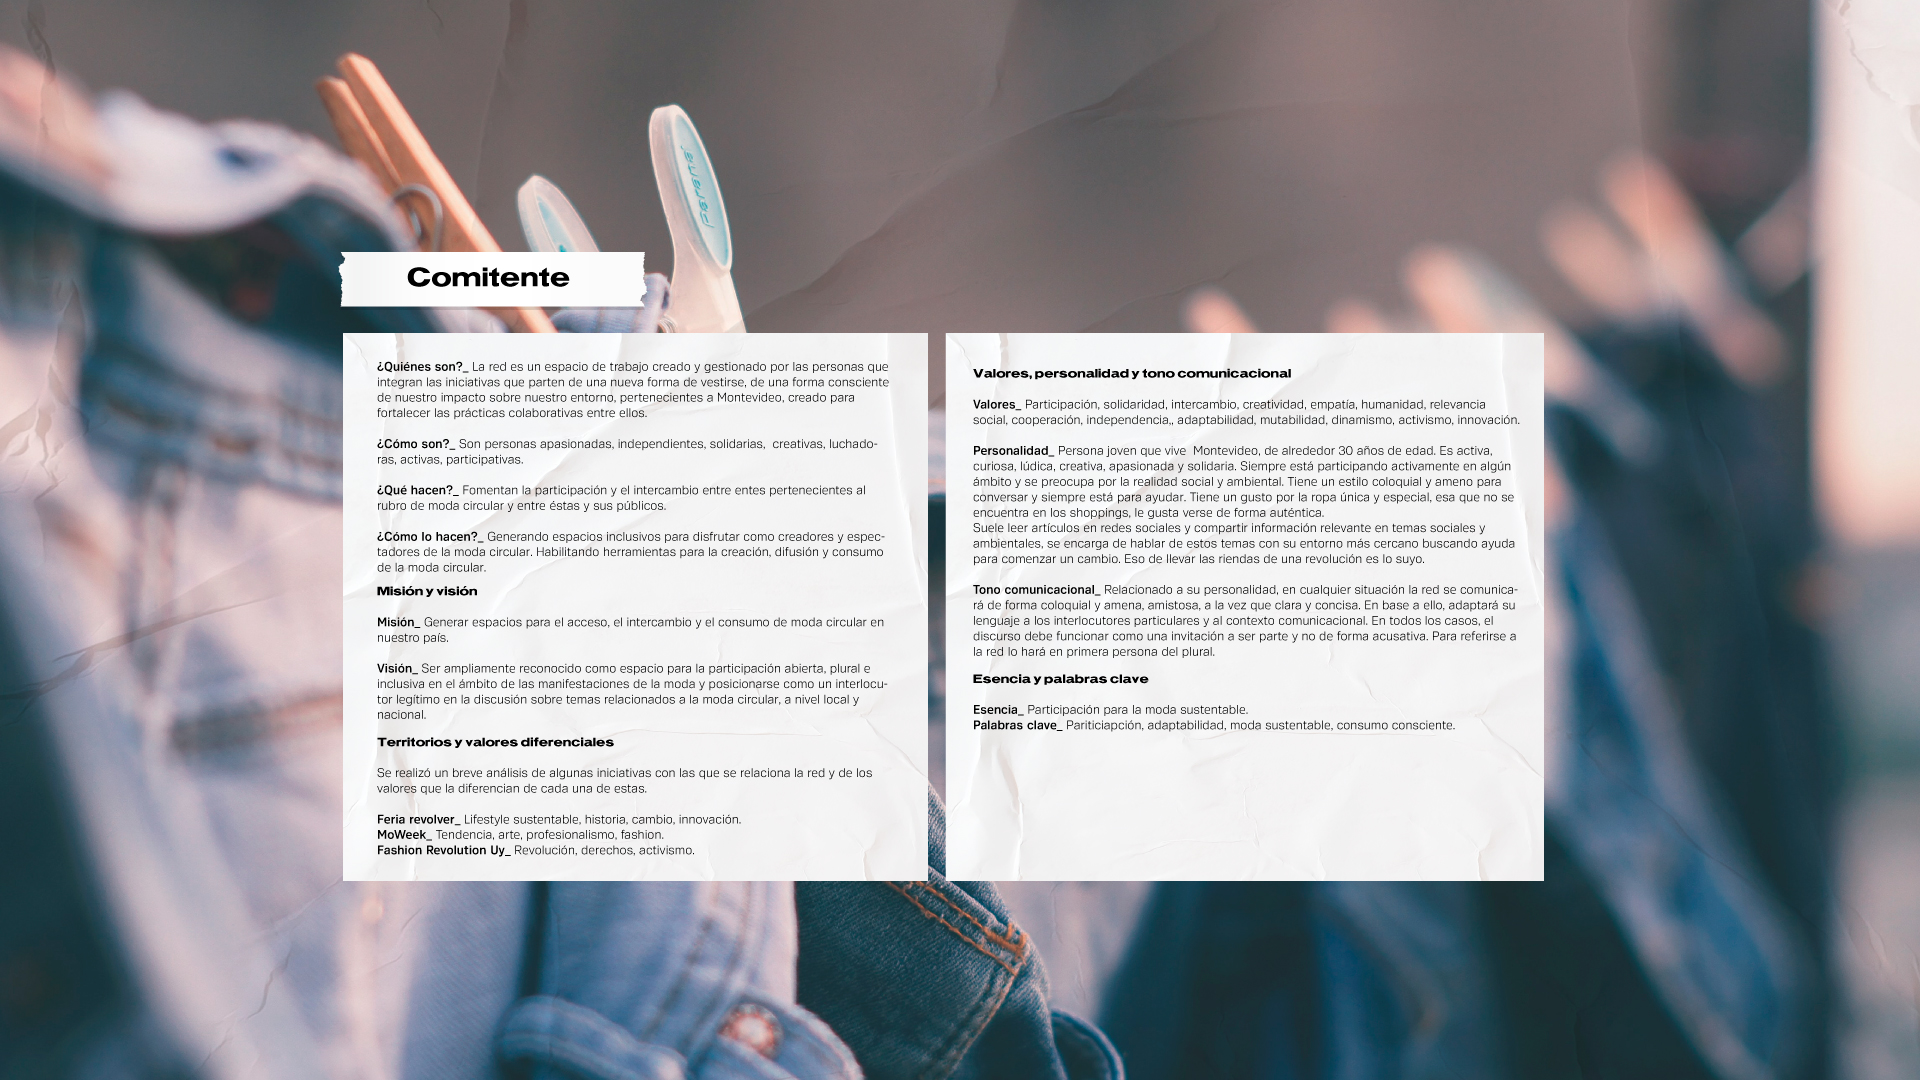 Comitente
¿Quiénes son?_ La red es un espacio de trabajo creado y gestionado por las personas que
integran las iniciativas que parten de una nueva forma de vestirse, de una forma consciente
de nuestro impacto sobre nuestro entorno, pertenecientes a Montevideo, creado para
fortalecer las prácticas colaborativas entre ellos.
¿Cómo son?_ Son personas apasionadas, independientes, solidarias,  creativas, luchado-
ras, activas, participativas.
¿Qué hacen?_ Fomentan la participación y el intercambio entre entes pertenecientes al
rubro de moda circular y entre éstas y sus públicos.
¿Cómo lo hacen?_ Generando espacios inclusivos para disfrutar como creadores y espec-
tadores de la moda circular. Habilitando herramientas para la creación, difusión y consumo
de la moda circular.
Misión y visión
Misión_ Generar espacios para el acceso, el intercambio y el consumo de moda circular en
nuestro país.
Visión_ Ser ampliamente reconocido como espacio para la participación abierta, plural e
inclusiva en el ámbito de las manifestaciones de la moda y posicionarse como un interlocu-
tor legítimo en la discusión sobre temas relacionados a la moda circular, a nivel local y
nacional.
Territorios y valores diferenciales
Se realizó un breve análisis de algunas iniciativas con las que se relaciona la red y de los
valores que la diferencian de cada una de estas.
Feria revolver_ Lifestyle sustentable, historia, cambio, innovación.
MoWeek_ Tendencia, arte, profesionalismo, fashion.
Fashion Revolution Uy_ Revolución, derechos, activismo.
Valores, personalidad y tono comunicacional
Valores_ Participación, solidaridad, intercambio, creatividad, empatía, humanidad, relevancia
social, cooperación, independencia,, adaptabilidad, mutabilidad, dinamismo, activismo, innovación.
Personalidad_ Persona joven que vive  Montevideo, de alrededor 30 años de edad. Es activa,
curiosa, lúdica, creativa, apasionada y solidaria. Siempre está participando activamente en algún
ámbito y se preocupa por la realidad social y ambiental. Tiene un estilo coloquial y ameno para
conversar y siempre está para ayudar. Tiene un gusto por la ropa única y especial, esa que no se
encuentra en los shoppings, le gusta verse de forma auténtica.
Suele leer artículos en redes sociales y compartir información relevante en temas sociales y
ambientales, se encarga de hablar de estos temas con su entorno más cercano buscando ayuda
para comenzar un cambio. Eso de llevar las riendas de una revolución es lo suyo.
Tono comunicacional_ Relacionado a su personalidad, en cualquier situación la red se comunica-
rá de forma coloquial y amena, amistosa, a la vez que clara y concisa. En base a ello, adaptará su
lenguaje a los interlocutores particulares y al contexto comunicacional. En todos los casos, el
discurso debe funcionar como una invitación a ser parte y no de forma acusativa. Para referirse a
la red lo hará en primera persona del plural.
Esencia y palabras clave
Esencia_ Participación para la moda sustentable.
Palabras clave_ Pariticiapción, adaptabilidad, moda sustentable, consumo consciente.